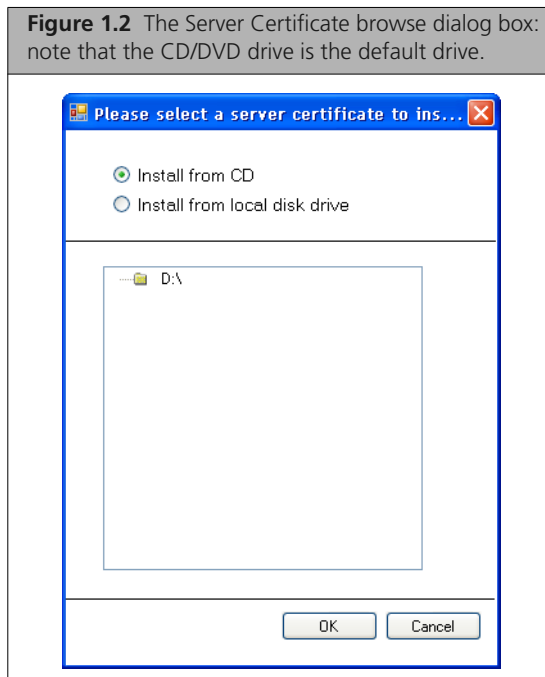 Figure 1.2 The Server Certificate browse dialog box:
note that the CD/DVD drive is the default drive.
Please select a server certificate to ins...
Install from CD
Install from local disk drive
D:\
OK
Cancel